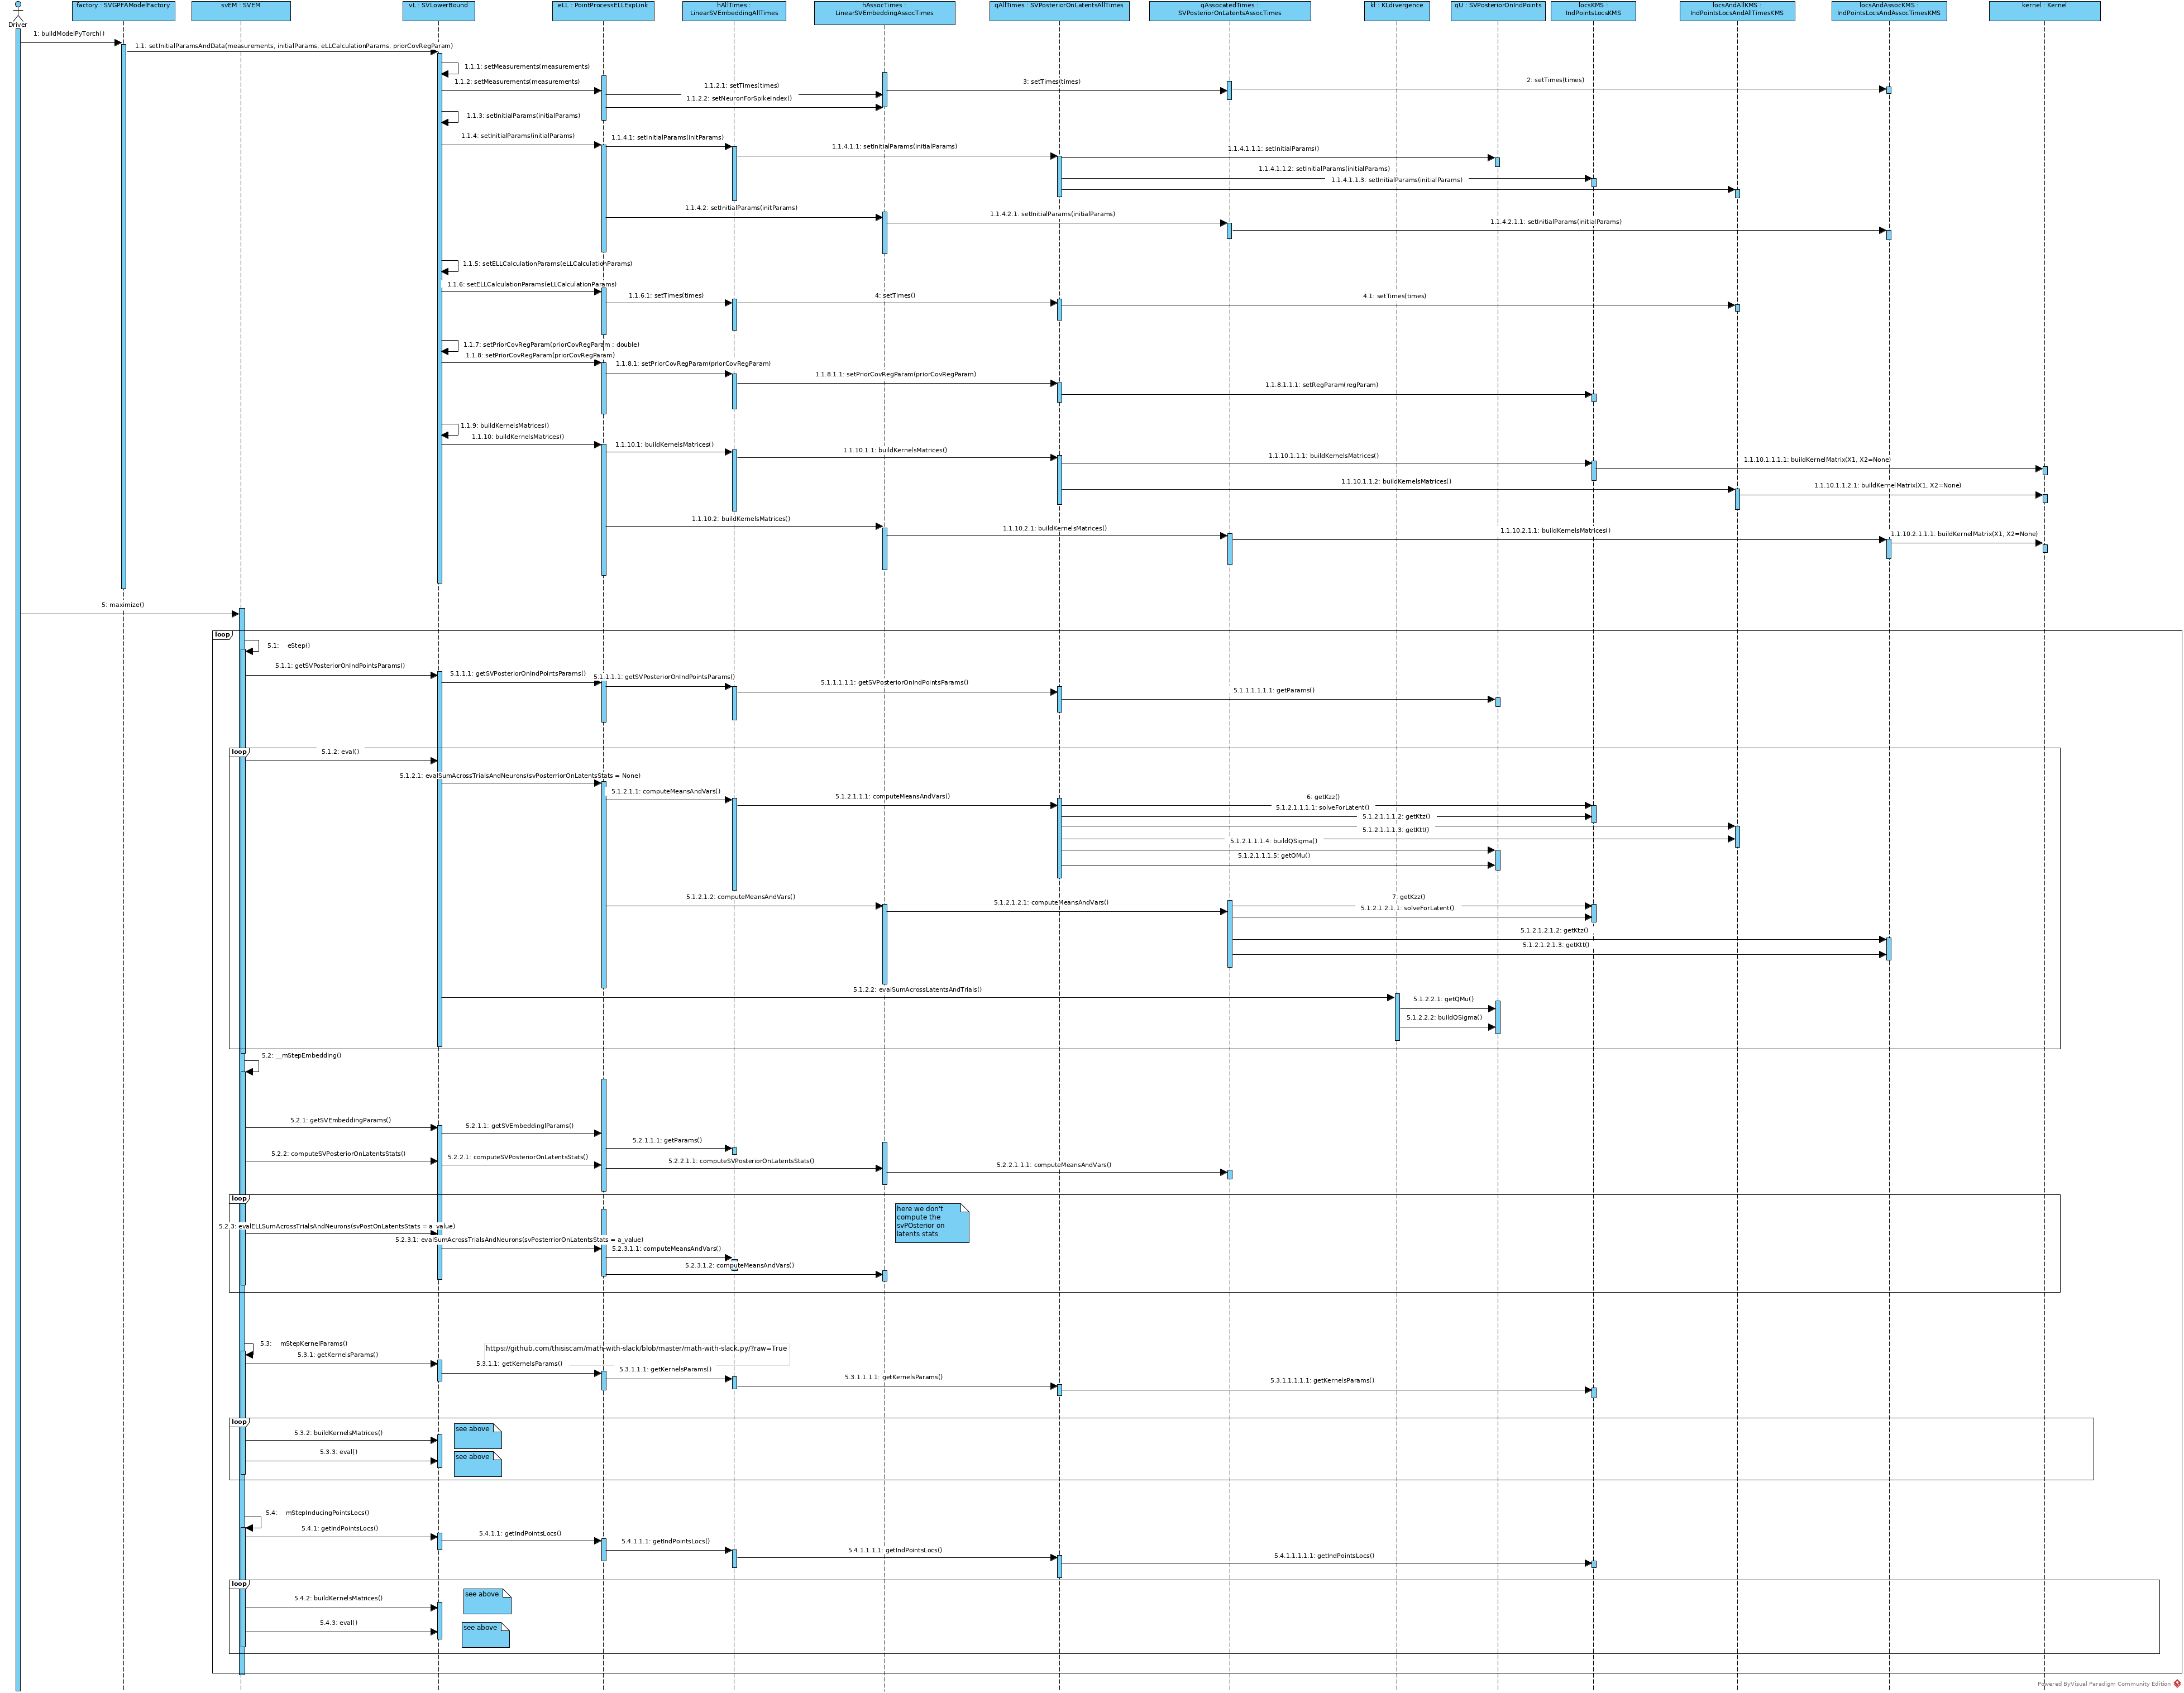 Driver
factory : SVGPFAModelFactory
svEM : SVEM
vL : SVLowerBound
eLL : PointProcessELLExpLink
hAllTimes :
LinearSVEmbeddingAllTimes
hAssocTimes :
LinearSVEmbeddingAssocTimes
qAllTimes : SVPosteriorOnLatentsAllTimes
qAssocatedTimes :
SVPosteriorOnLatentsAssocTimes
kl : KLdivergence
qU : SVPosteriorOnIndPoints
locsKMS :
IndPointsLocsKMS
locsAndAllKMS :
IndPointsLocsAndAllTimesKMS
locsAndAssocKMS :
IndPointsLocsAndAssocTimesKMS
kernel : Kernel
1: buildModelPyTorch()
1.1: setInitialParamsAndData(measurements, initialParams, eLLCalculationParams, priorCovRegParam)
1.1.1: setMeasurements(measurements)
1.1.2: setMeasurements(measurements)
1.1.2.1: setTimes(times)
3: setTimes(times)
2: setTimes(times)
1.1.2.2: setNeuronForSpikeIndex()
1.1.3: setInitialParams(initialParams)
1.1.4: setInitialParams(initialParams)
1.1.4.1: setInitialParams(initParams)
1.1.4.1.1: setInitialParams(initialParams)
1.1.4.1.1.1: setInitialParams()
1.1.4.1.1.2: setInitialParams(initialParams)
1.1.4.1.1.3: setInitialParams(initialParams)
1.1.4.2: setInitialParams(initParams)
1.1.4.2.1: setInitialParams(initialParams)
1.1.4.2.1.1: setInitialParams(initialParams)
1.1.5: setELLCalculationParams(eLLCalculationParams)
1.1.6: setELLCalculationParams(eLLCalculationParams)
1.1.6.1: setTimes(times)
4: setTimes()
4.1: setTimes(times)
1.1.7: setPriorCovRegParam(priorCovRegParam : double)
1.1.8: setPriorCovRegParam(priorCovRegParam)
1.1.8.1: setPriorCovRegParam(priorCovRegParam)
1.1.8.1.1: setPriorCovRegParam(priorCovRegParam)
1.1.8.1.1.1: setRegParam(regParam)
1.1.9: buildKernelsMatrices()
1.1.10: buildKernelsMatrices()
1.1.10.1: buildKernelsMatrices()
1.1.10.1.1: buildKernelsMatrices()
1.1.10.1.1.1: buildKernelsMatrices()
1.1.10.1.1.1.1: buildKernelMatrix(X1, X2=None)
1.1.10.1.1.2: buildKernelsMatrices()
1.1.10.1.1.2.1: buildKernelMatrix(X1, X2=None)
1.1.10.2: buildKernelsMatrices()
1.1.10.2.1: buildKernelsMatrices()
1.1.10.2.1.1: buildKernelsMatrices()
1.1.10.2.1.1.1: buildKernelMatrix(X1, X2=None)
5: maximize()
loop
5.1: eStep()
5.1.1: getSVPosteriorOnIndPointsParams()
5.1.1.1: getSVPosteriorOnIndPointsParams()
5.1.1.1.1: getSVPosteriorOnIndPointsParams()
5.1.1.1.1.1: getSVPosteriorOnIndPointsParams()
5.1.1.1.1.1.1: getParams()
loop
5.1.2: eval()
5.1.2.1: evalSumAcrossTrialsAndNeurons(svPosterriorOnLatentsStats = None)
5.1.2.1.1: computeMeansAndVars()
5.1.2.1.1.1: computeMeansAndVars()
6: getKzz()
5.1.2.1.1.1.1: solveForLatent()
5.1.2.1.1.1.2: getKtz()
5.1.2.1.1.1.3: getKtt()
5.1.2.1.1.1.4: buildQSigma()
5.1.2.1.1.1.5: getQMu()
5.1.2.1.2: computeMeansAndVars()
5.1.2.1.2.1: computeMeansAndVars()
7: getKzz()
5.1.2.1.2.1.1: solveForLatent()
5.1.2.1.2.1.2: getKtz()
5.1.2.1.2.1.3: getKtt()
5.1.2.2: evalSumAcrossLatentsAndTrials()
5.1.2.2.1: getQMu()
5.1.2.2.2: buildQSigma()
5.2: __mStepEmbedding()
5.2.1: getSVEmbeddingParams()
5.2.1.1: getSVEmbeddinglParams()
5.2.1.1.1: getParams()
5.2.2: computeSVPosteriorOnLatentsStats()
5.2.2.1: computeSVPosteriorOnLatentsStats()
5.2.2.1.1: computeSVPosteriorOnLatentsStats()
5.2.2.1.1.1: computeMeansAndVars()
loop
here we don't
compute the
svPOsterior on
latents stats
5.2.3: evalELLSumAcrossTrialsAndNeurons(svPostOnLatentsStats = a_value)
5.2.3.1: evalSumAcrossTrialsAndNeurons(svPosterriorOnLatentsStats = a_value)
5.2.3.1.1: computeMeansAndVars()
5.2.3.1.2: computeMeansAndVars()
5.3: mStepKernelParams()
https://github.com/thisiscam/math-with-slack/blob/master/math-with-slack.py/?raw=True
5.3.1: getKernelsParams()
5.3.1.1: getKernelsParams()
5.3.1.1.1: getKernelsParams()
5.3.1.1.1.1: getKernelsParams()
5.3.1.1.1.1.1: getKernelsParams()
loop
5.3.2: buildKernelsMatrices()
see above
5.3.3: eval()
see above
5.4: mStepInducingPointsLocs()
5.4.1: getIndPointsLocs()
5.4.1.1: getIndPointsLocs()
5.4.1.1.1: getIndPointsLocs()
5.4.1.1.1.1: getIndPointsLocs()
5.4.1.1.1.1.1: getIndPointsLocs()
loop
5.4.2: buildKernelsMatrices()
see above
5.4.3: eval()
see above
Powered ByVisual Paradigm Community Edition